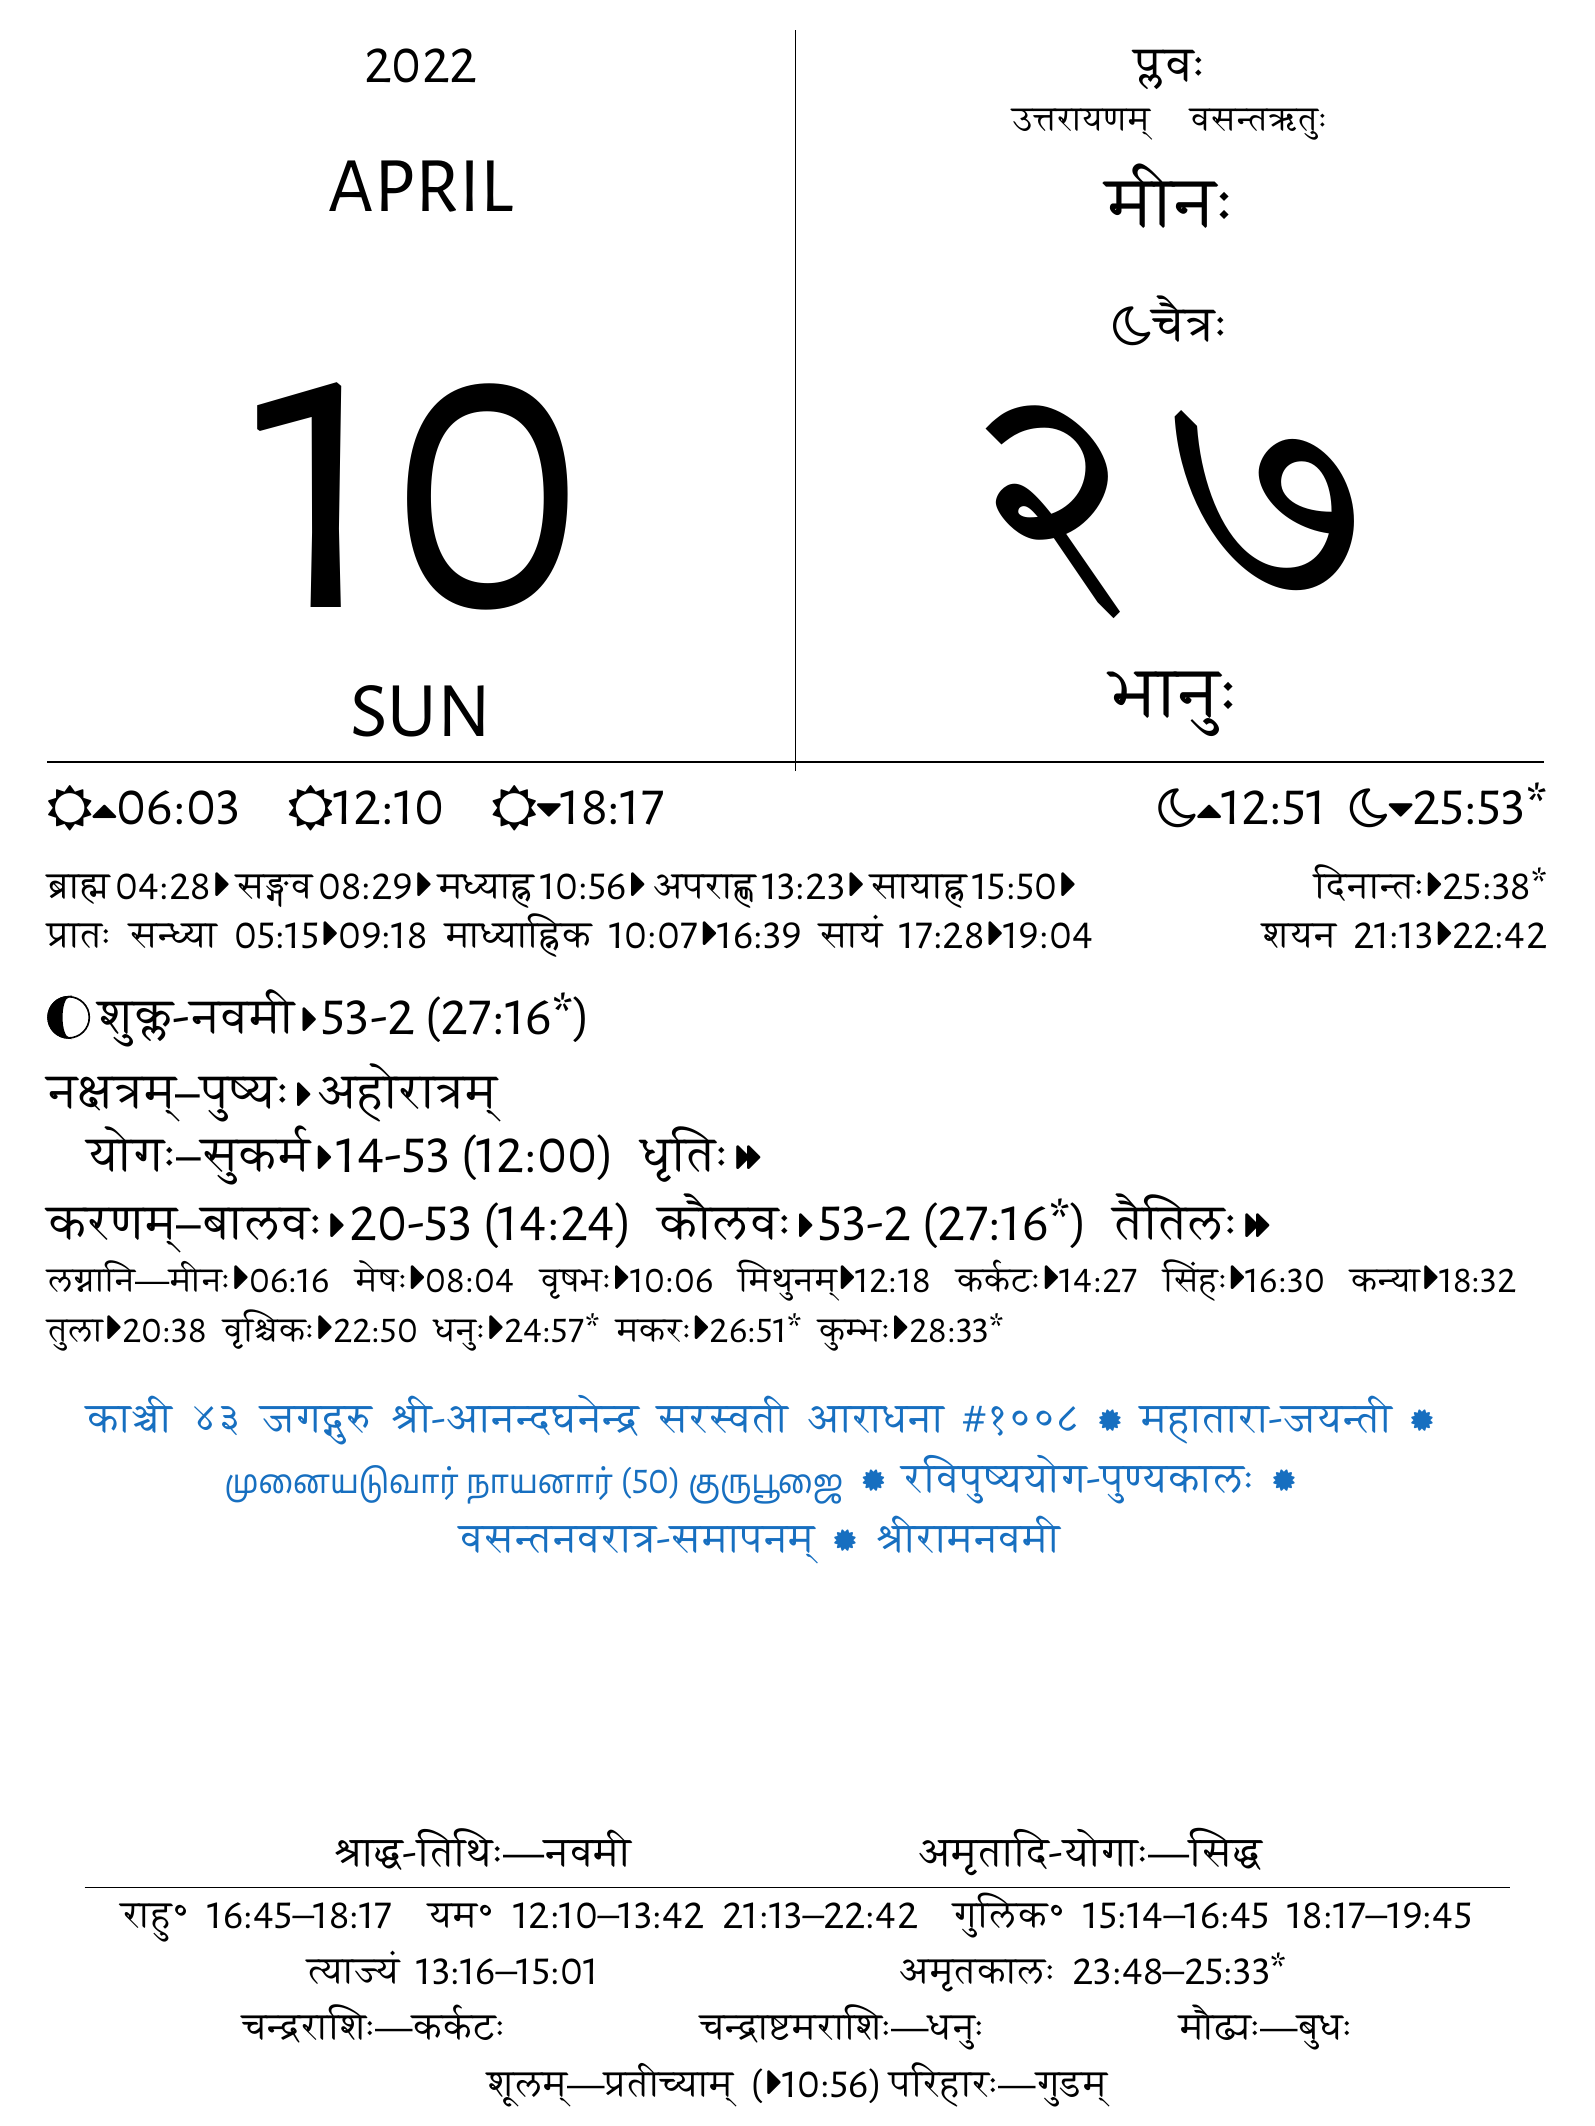 2022
APRIL
10
SUN
प्लवः
उत्तरायणम् वसन्तऋतुः
मीनः
चैत्रः
२७
भानुः
06:03 12:10 18:17 12:51 25:53*
ब्राह्म 04:28 सङ्गव 08:29 मध्याह्न 10:56 अपराह्ण 13:23 सायाह्न 15:50 दिनान्तः 25:38*
प्रातः सन्ध्या 05:15 09:18 माध्याह्निक 10:07 16:39 सायं 17:28 19:04 शयन 21:13 22:42
शुक्ल-नवमी 53-2 (27:16*)
नक्षत्रम्–पुष्यः अहोरात्रम्
योगः–सुकर्म 14-53 (12:00) धृतिः
करणम्–बालवः 20-53 (14:24) कौलवः 53-2 (27:16*) तैतिलः
लग्नानि—मीनः 06:16 मेषः 08:04 वृषभः 10:06 मिथुनम् 12:18 कर्कटः 14:27 सिंहः 16:30 कन्या 18:32
तुला 20:38 वृश्चिकः 22:50 धनुः 24:57* मकरः 26:51* कुम्भः 28:33*
काञ्ची ४३ जगद्गुरु श्री-आनन्दघनेन्द्र सरस्वती आराधना #१००८ ✹ महातारा-जयन्ती ✹
முனையடுவார் நாயனார் (50) குருபூஜை ✹ रविपुष्ययोग-पुण्यकालः ✹
वसन्तनवरात्र-समापनम् ✹ श्रीरामनवमी
श्राद्ध-तिथिः—नवमी अमृतादि-योगाः—सिद्ध
राहु॰ 16:45–18:17 यम॰ 12:10–13:42 21:13–22:42 गुलिक॰ 15:14–16:45 18:17–19:45
त्याज्यं 13:16–15:01 अमृतकालः 23:48–25:33*
चन्द्रराशिः—कर्कटः चन्द्राष्टमराशिः—धनुः मौढ्यः—बुधः
शूलम्—प्रतीच्याम् (10:56) परिहारः—गुडम्